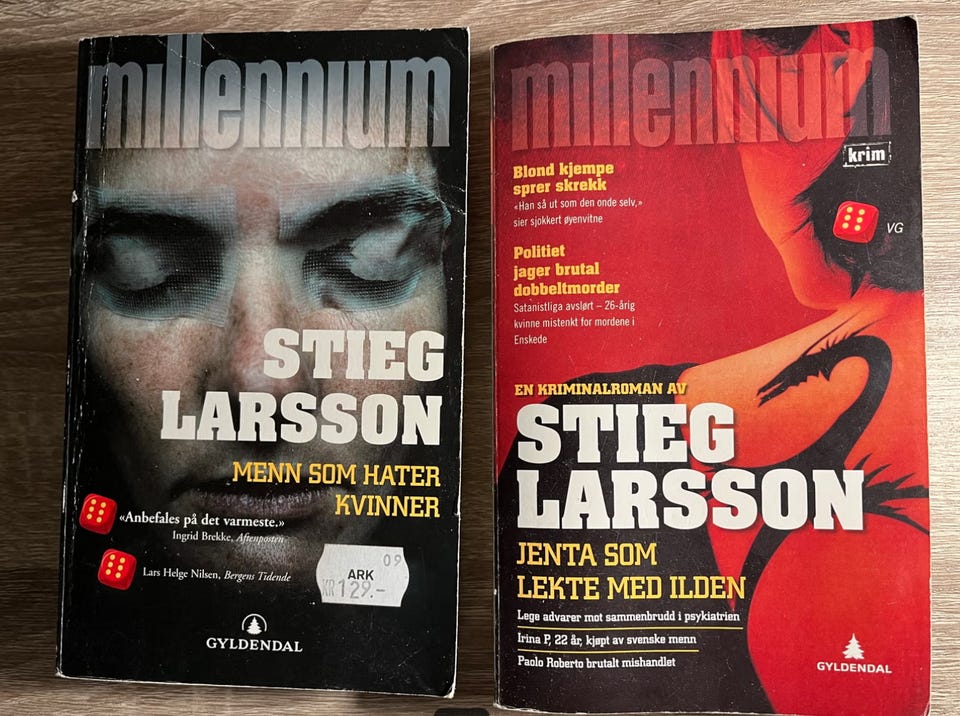 millennium
STIEG
LARSSON
MENN SOM HATER
KVINNER
«Anbefales på det varmeste.»
Ingrid Brekke, Aftenposten
Lars Helge Nilsen, Bergens Tidende
09
ARK
KR 129.-
GYLDENDAL
millennium
krim
Blond kjempe
sprer skrekk
«Han så ut som den onde selv,»
sier sjokkert øyenvitne
VG
Politiet
jager brutal
dobbeltmorder
Satanistliga avslørt – 26-årig
kvinne mistenkt for mordene i
Enskede
EN KRIMINALROMAN AV
STIEG
LARSSON
JENTA SOM
LEKTE MED ILDEN
Lege advarer mot sammenbrudd i psykiatrien
Irina P, 22 år, kjøpt av svenske menn
Paolo Roberto brutalt mishandlet
GYLDENDAL